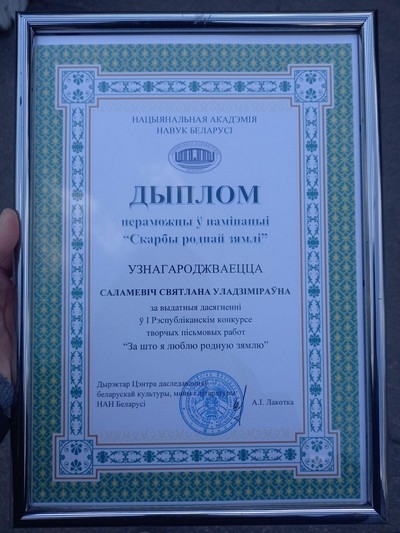 НАЦЫЯНАЛЬНАЯ АКАДЭМІЯ
НАВУК БЕЛАРУСІ
ДЫПЛОМ
пераможцы ў намінацыі
“Скарбы роднай зямлі”
УЗНАГАРОДЖВАЕЦЦА
САЛАМЕВІЧ СВЯТЛАНА УЛАДЗІМІРАЎНА
за выдатныя дасягненні
ў І Рэспубліканскім конкурсе
творчых пісьмовых работ
“За што я люблю родную зямлю”
Дырэктар Цэнтра даследаванняў
беларускай культуры, мовы і літаратуры
НАН Беларусі
А.І. Лакотка